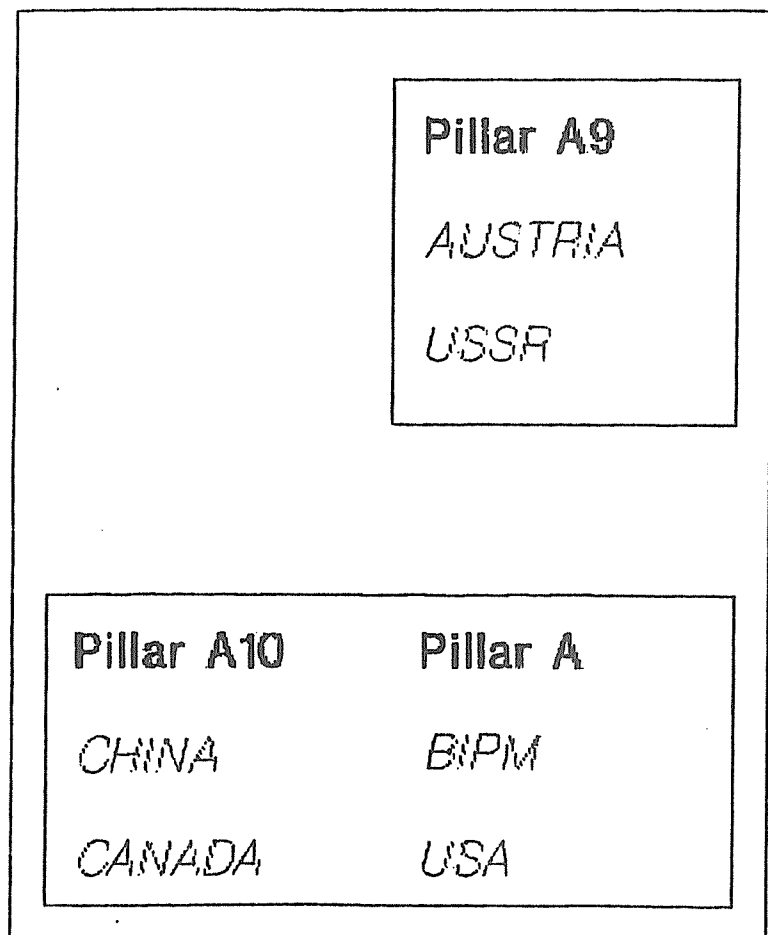 Pillar A9
AUSTRIA
USSR
Pillar A10 Pillar A
CHINA BIPM
CANADA USA